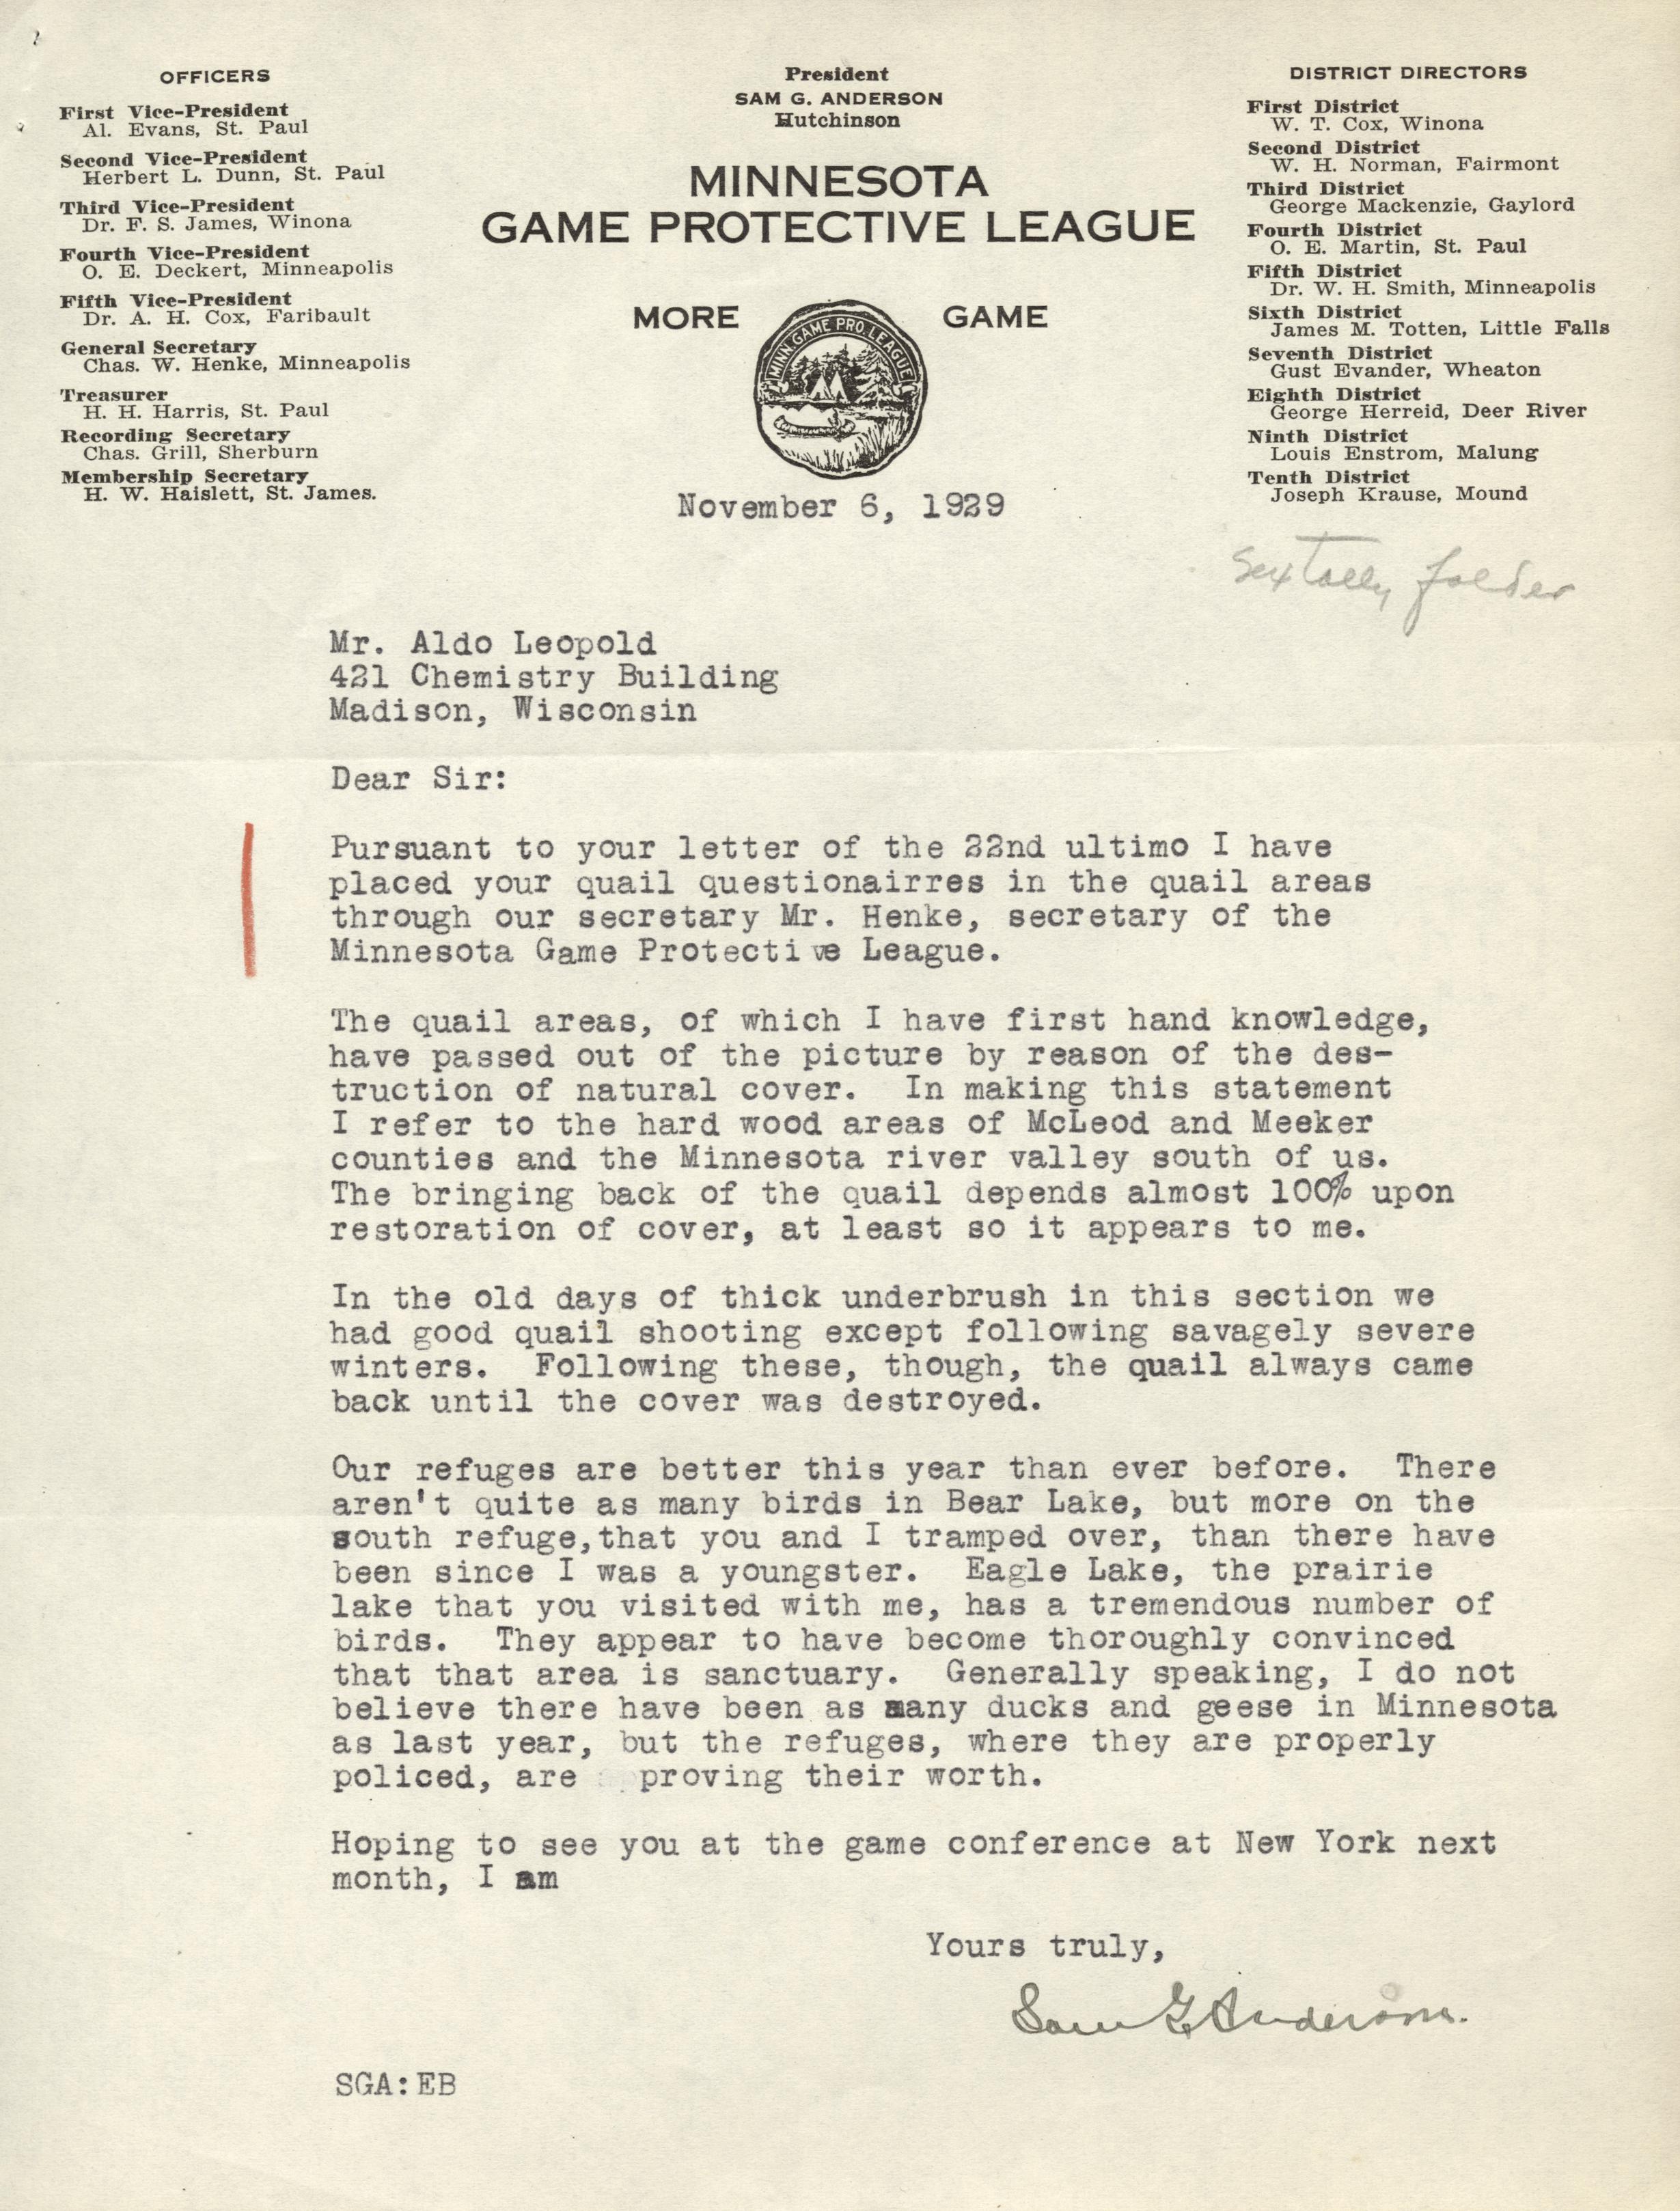 OFFICERS
First Vice-President
Al. Evans, St. Paul
Second Vice-President
Herbert L. Dunn, St. Paul
Third Vice-President
Dr. F. S. James, Winona
Fourth Vice-President
O. E. Deckert, Minneapolis
Fifth Vice-President
Dr. A. H. Cox, Faribault
General Secretary
Chas. W. Henke, Minneapolis
Treasurer
H. H. Harris, St. Paul
Recording Secretary
Chas. Grill, Sherburn
Membership Secretary
H. W. Haislett, St. James.
President
SAM G. ANDERSON
Hutchinson
MINNESOTA
GAME PROTECTIVE LEAGUE
MORE GAME
MINN. GAME PRO. LEAGUE
DISTRICT DIRECTORS
First District
W. T. Cox, Winona
Second District
W. H. Norman, Fairmont
Third District
George Mackenzie, Gaylord
Fourth District
O. E. Martin, St. Paul
Fifth District
Dr. W. H. Smith, Minneapolis
Sixth District
James M. Totten, Little Falls
Seventh District
Gust Evander, Wheaton
Eighth District
George Herreid, Deer River
Ninth District
Louis Enstrom, Malung
Tenth District
Joseph Krause, Mound
November 6, 1929
Sex tally folder
Mr. Aldo Leopold
421 Chemistry Building
Madison, Wisconsin
Dear Sir:
Pursuant to your letter of the 22nd ultimo I have
placed your quail questionairres in the quail areas
through our secretary Mr. Henke, secretary of the
Minnesota Game Protective League.
The quail areas, of which I have first hand knowledge,
have passed out of the picture by reason of the des-
truction of natural cover. In making this statement
I refer to the hard wood areas of McLeod and Meeker
counties and the Minnesota river valley south of us.
The bringing back of the quail depends almost 100% upon
restoration of cover, at least so it appears to me.
In the old days of thick underbrush in this section we
had good quail shooting except following savagely severe
winters. Following these, though, the quail always came
back until the cover was destroyed.
Our refuges are better this year than ever before. There
aren't quite as many birds in Bear Lake, but more on the
south refuge,that you and I tramped over, than there have
been since I was a youngster. Eagle Lake, the prairie
lake that you visited with me, has a tremendous number of
birds. They appear to have become thoroughly convinced
that that area is sanctuary. Generally speaking, I do not
believe there have been as many ducks and geese in Minnesota
as last year, but the refuges, where they are properly
policed, are proving their worth.
Hoping to see you at the game conference at New York next
month, I am
Yours truly,
Sam G Anderson.
SGA:EB